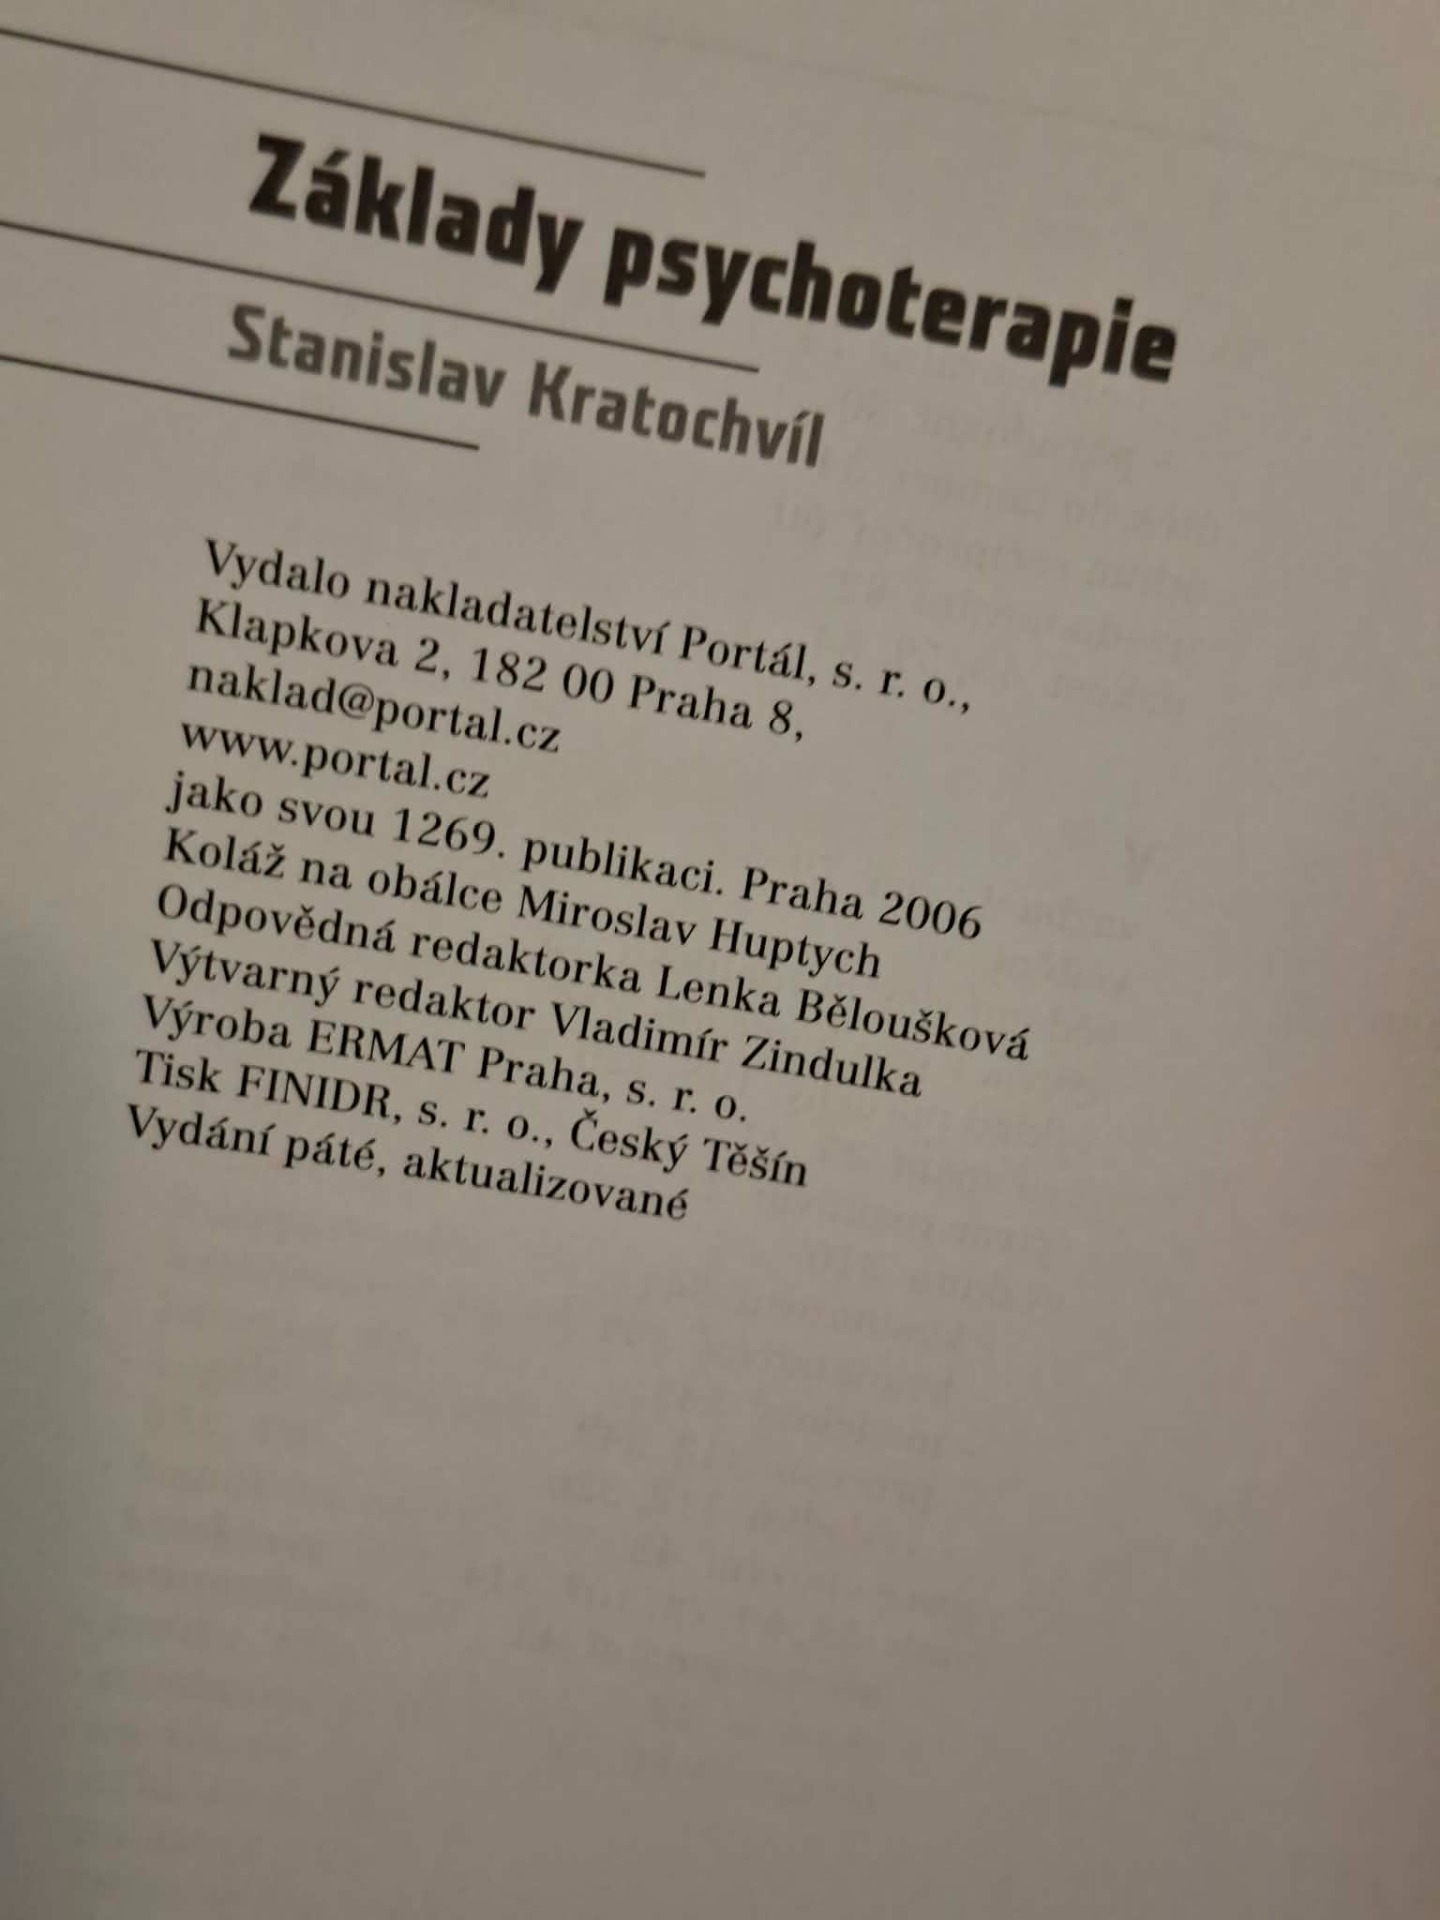 Základy psychoterapie
Stanislav Kratochvíl
Vydalo nakladatelství Portál, s. r. o.,
Klapkova 2, 182 00 Praha 8,
naklad@portal.cz
www.portal.cz
jako svou 1269. publikaci. Praha 2006
Koláž na obálce Miroslav Huptych
Odpovědná redaktorka Lenka Běloušková
Výtvarný redaktor Vladimír Zindulka
Výroba ERMAT Praha, s. r. o.
Tisk FINIDR, s. r. o., Český Těšín
Vydání páté, aktualizované